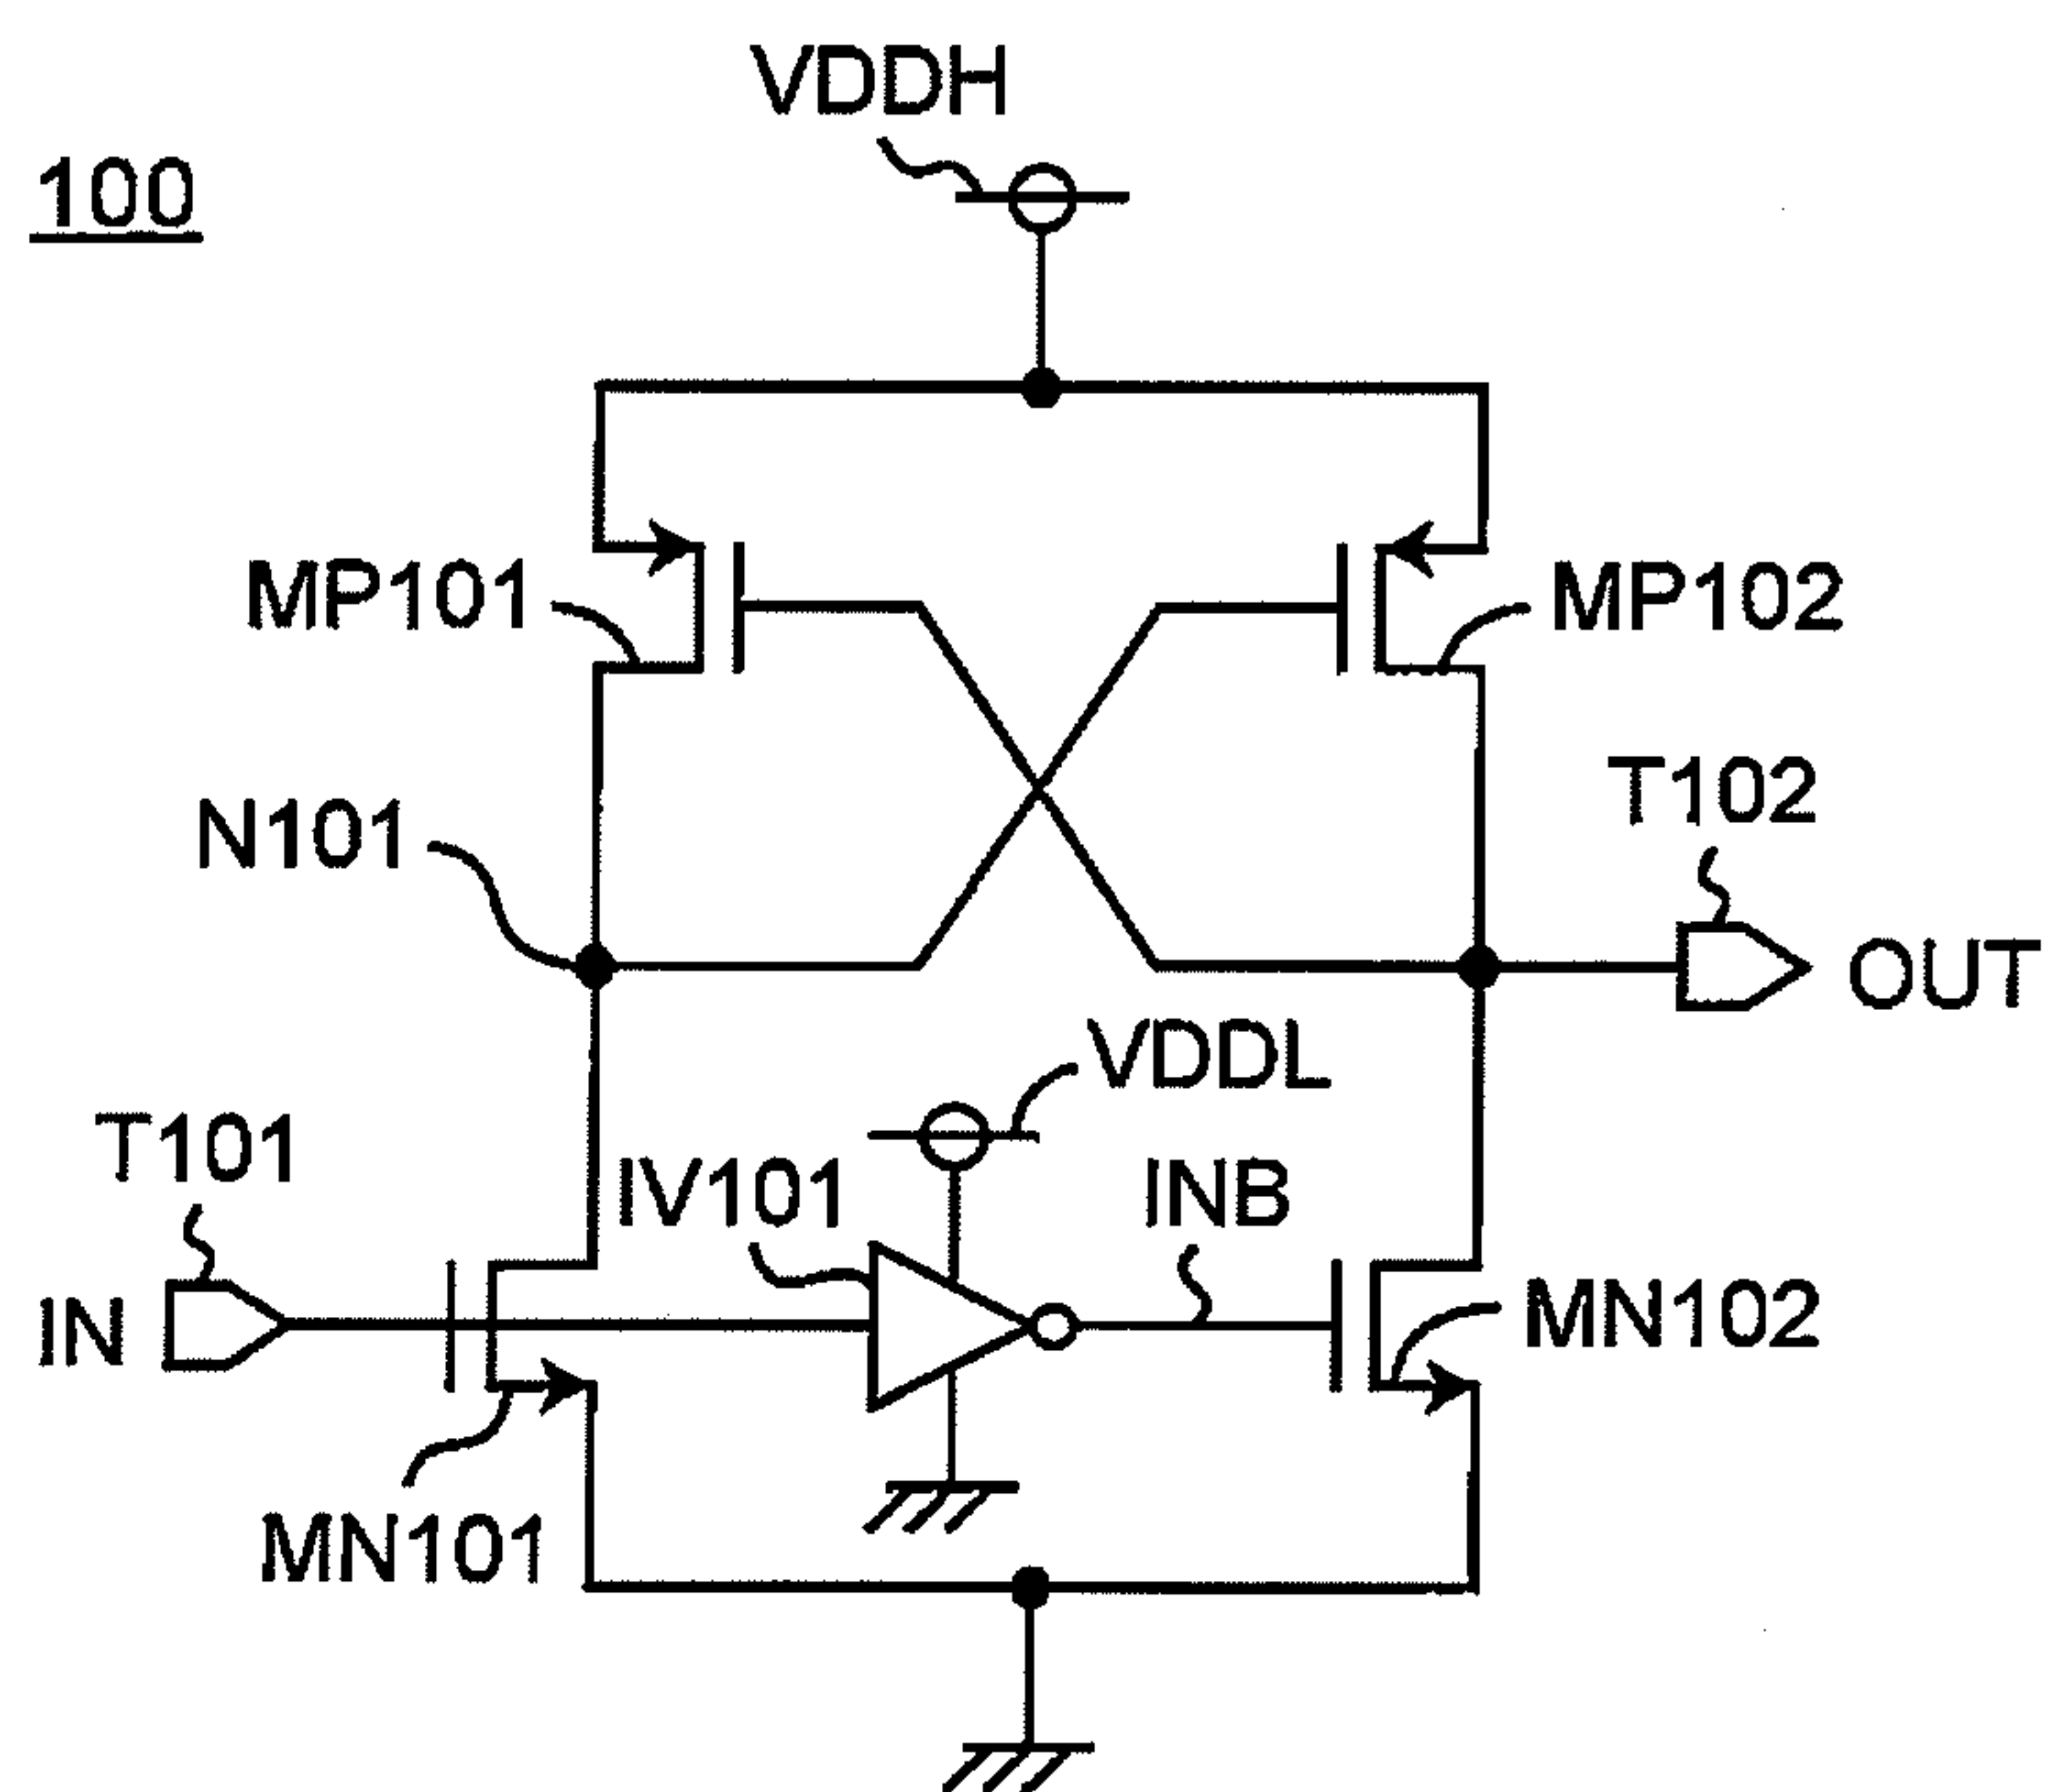 VDDH
100
MP101
MP102
T102
N101
OUT
VDDL
T101
IV101
INB
IN
MN102
MN101